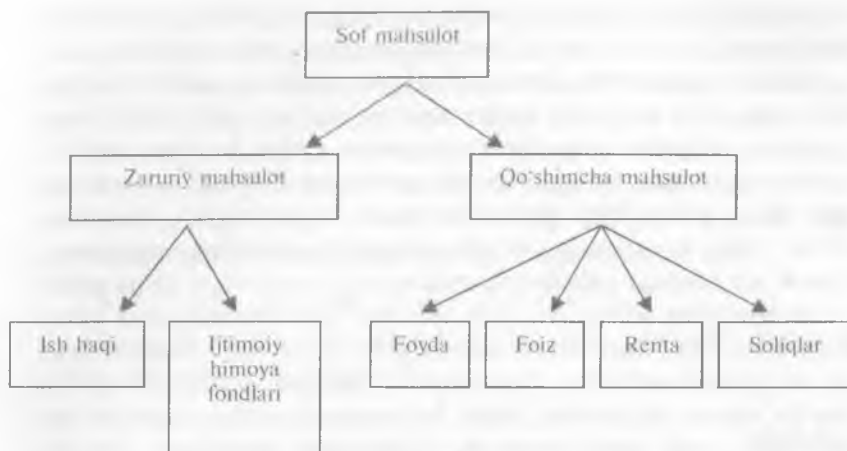 Sof mahsulot
Zaruriy mahsulot
Qo‘shimcha mahsulot
Ish haqi
Ijtimoiy
himoya
fondlari
Foyda
Foiz
Renta
Soliqlar